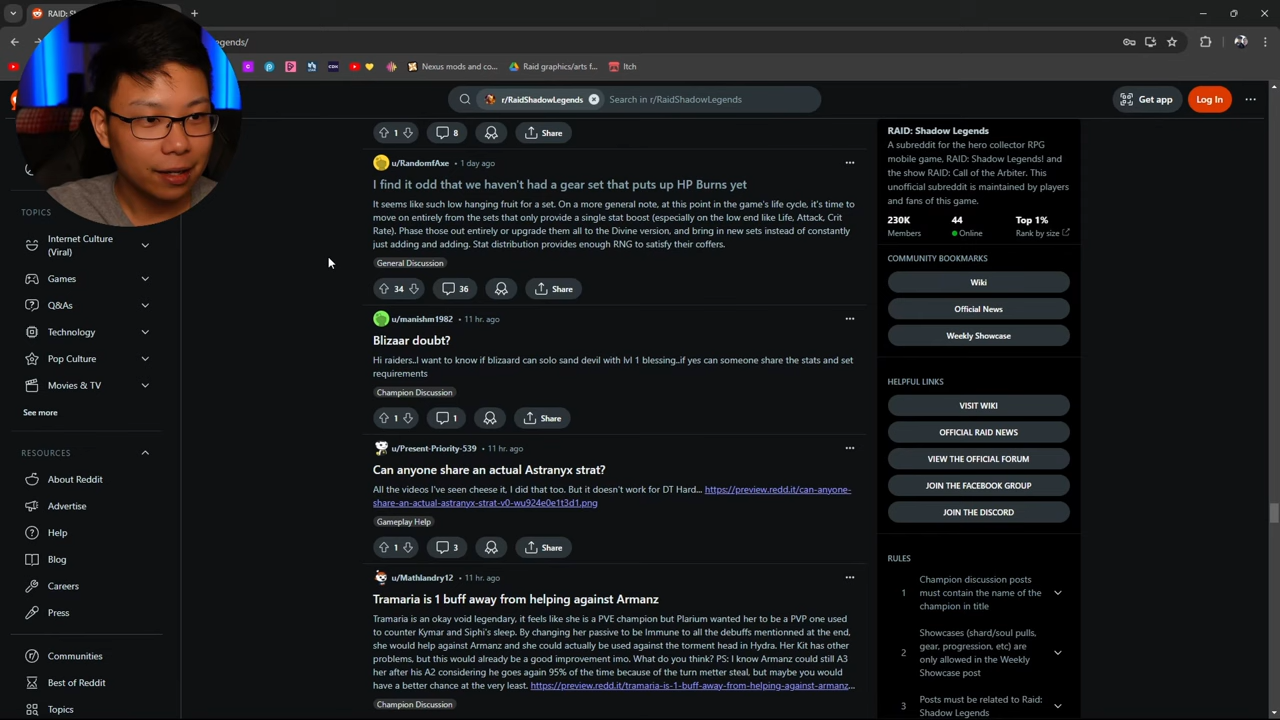 RAID: Shadow L
egends/
Nexus mods and co...
Raid graphics/arts f...
Itch
r/RaidShadowLegends
Search in r/RaidShadowLegends
Get app
Log In
TOPICS
Internet Culture
(Viral)
Games
Q&As
Technology
Pop Culture
Movies & TV
See more
RESOURCES
About Reddit
Advertise
Help
Blog
Careers
Press
Communities
Best of Reddit
Topics
1
8
Share
u/RandomfAxe • 1 day ago
I find it odd that we haven't had a gear set that puts up HP Burns yet
It seems like such low hanging fruit for a set. On a more general note, at this point in the game's life cycle, it's time to
move on entirely from the sets that only provide a single stat boost (especially on the low end like Life, Attack, Crit
Rate). Phase those out entirely or upgrade them all to the Divine version, and bring in new sets instead of constantly
just adding and adding. Stat distribution provides enough RNG to satisfy their coffers.
General Discussion
34
36
Share
u/manishm1982 • 11 hr. ago
Blizaar doubt?
Hi raiders..I want to know if blizaard can solo sand devil with lvl 1 blessing..if yes can someone share the stats and set
requirements
Champion Discussion
1
1
Share
u/Present-Priority-539 • 11 hr. ago
Can anyone share an actual Astranyx strat?
All the videos I've seen cheese it, I did that too. But it doesn't work for DT Hard... https://preview.redd.it/can-anyone-
share-an-actual-astranyx-strat-v0-wu924e0e1t3d1.png
Gameplay Help
1
3
Share
u/Mathlandry12 • 11 hr. ago
Tramaria is 1 buff away from helping against Armanz
Tramaria is an okay void legendary, it feels like she is a PVE champion but Plarium wanted her to be a PVP one used
to counter Kymar and Siphi's sleep. By changing her passive to be Immune to all the debuffs mentionned at the end,
she would help against Armanz and she could actually be used against the torment head in Hydra. Her Kit has other
problems, but this would already be a good improvement imo. What do you think? PS: I know Armanz could still A3
her after his A2 considering he goes again 95% of the time because of the turn metter steal, but maybe you would
have a better chance at the very least. https://preview.redd.it/tramaria-is-1-buff-away-from-helping-against-armanz,...
Champion Discussion
RAID: Shadow Legends
A subreddit for the hero collector RPG
mobile game, RAID: Shadow Legends! and
the show RAID: Call of the Arbiter. This
unofficial subreddit is maintained by players
and fans of this game.
230K
44
Top 1%
Members
Online
Rank by size
COMMUNITY BOOKMARKS
Wiki
Official News
Weekly Showcase
HELPFUL LINKS
VISIT WIKI
OFFICIAL RAID NEWS
VIEW THE OFFICIAL FORUM
JOIN THE FACEBOOK GROUP
JOIN THE DISCORD
RULES
1
Champion discussion posts
must contain the name of the
champion in title
2
Showcases (shard/soul pulls,
gear, progression, etc) are
only allowed in the Weekly
Showcase post
3
Posts must be related to Raid:
Shadow Legends